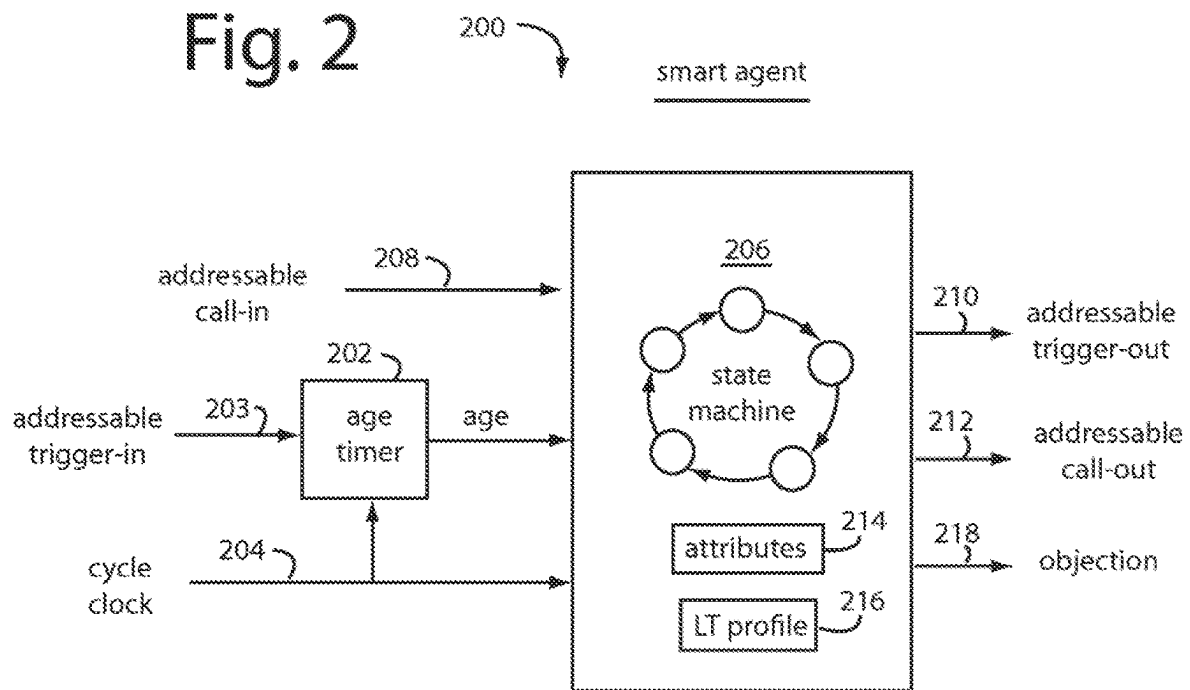 Fig. 2
200
smart agent
206
208
addressable
call-in
210
addressable
trigger-out
202
state
machine
203
addressable
trigger-in
age
timer
age
212
addressable
call-out
214
attributes
204
cycle
clock
218
objection
216
LT profile